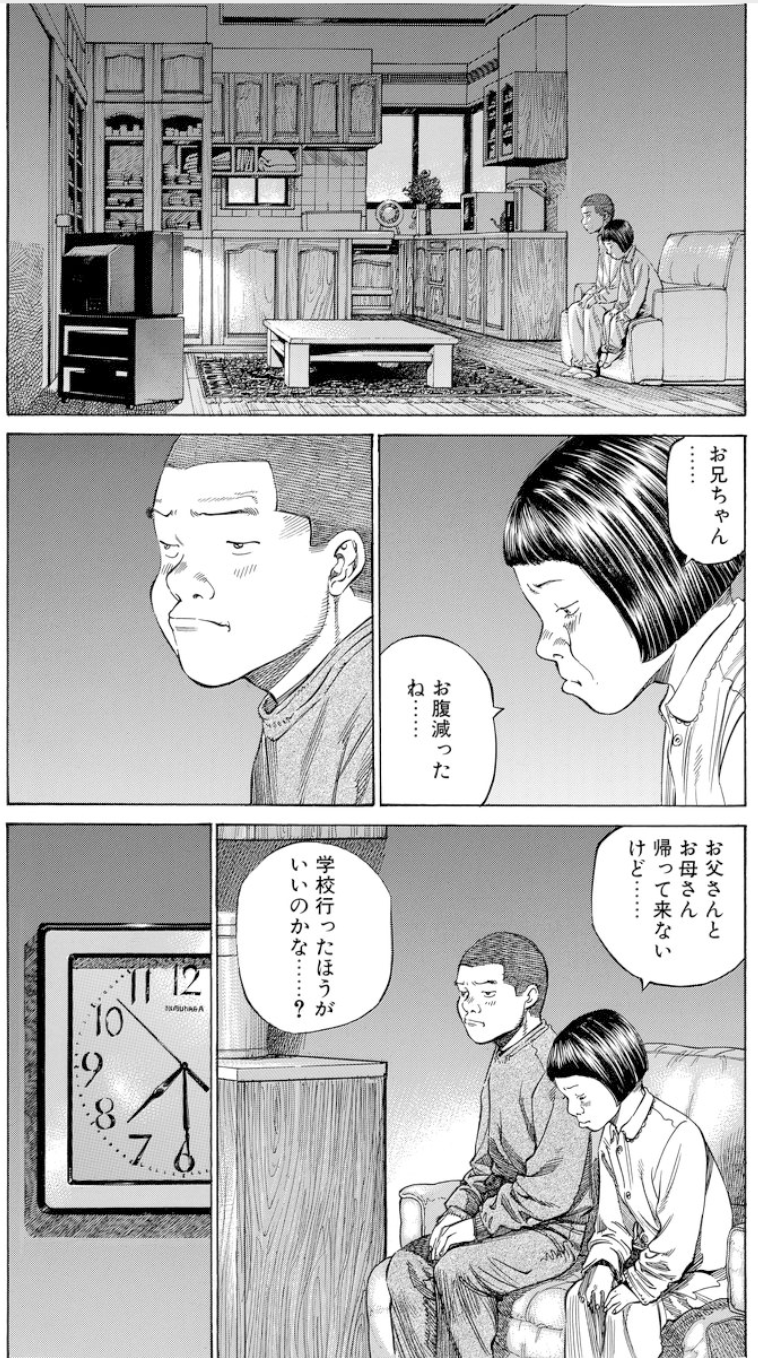 お兄ちゃん
……
お腹減った
ね……
お父さんと
お母さん
帰って来ない
けど……
学校行ったほうが
いいのかな……?
11
12
10
9
8
7
6